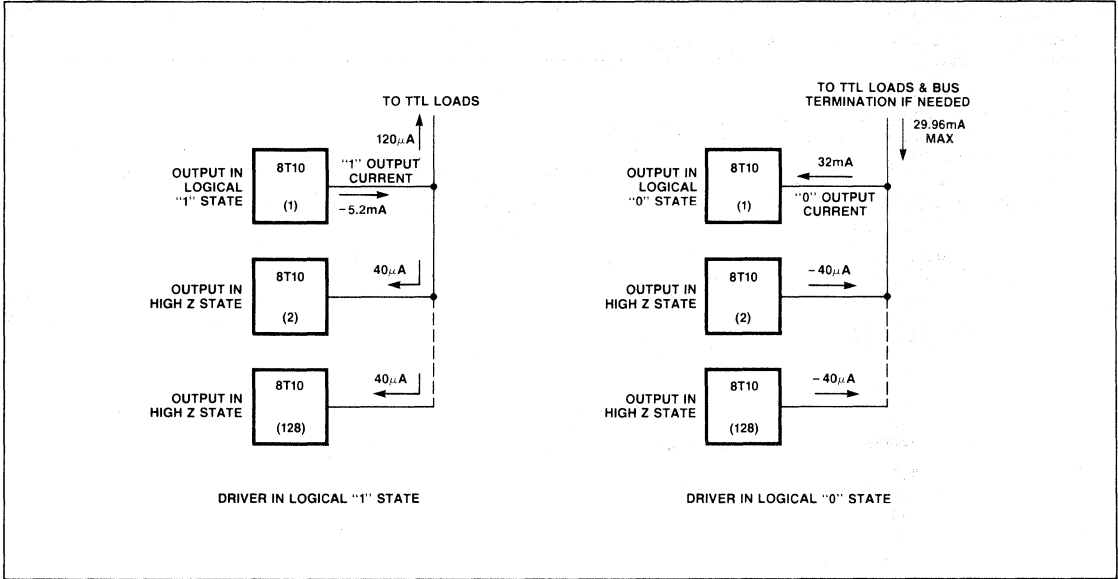 TO TTL LOADS
120μA
8T10
(1)
OUTPUT IN
LOGICAL
"1" STATE
"1" OUTPUT
CURRENT
−5.2mA
OUTPUT IN
HIGH Z STATE
8T10
(2)
40μA
OUTPUT IN
HIGH Z STATE
8T10
(128)
40μA
DRIVER IN LOGICAL "1" STATE
TO TTL LOADS & BUS
TERMINATION IF NEEDED
29.96mA
MAX
OUTPUT IN
LOGICAL
"0" STATE
8T10
(1)
32mA
"0" OUTPUT
CURRENT
OUTPUT IN
HIGH Z STATE
8T10
(2)
−40μA
OUTPUT IN
HIGH Z STATE
8T10
(128)
−40μA
DRIVER IN LOGICAL "0" STATE